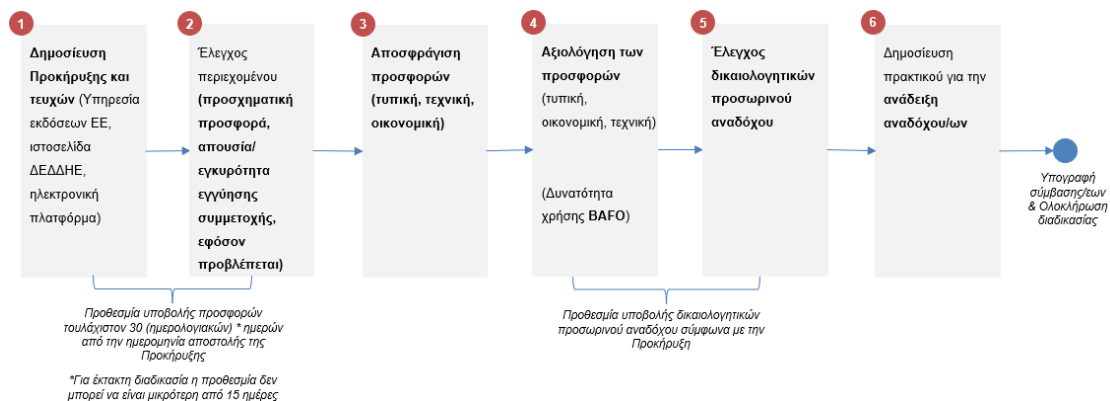 1
Δημοσίευση
Προκήρυξης και
τευχών (Υπηρεσία
εκδόσεων ΕΕ,
ιστοσελίδα
ΔΕΔΔΗΕ,
ηλεκτρονική
πλατφόρμα)
2
Έλεγχος
περιεχομένου
(προσχηματική
προσφορά,
απουσία/
εγκυρότητα
εγγύησης
συμμετοχής,
εφόσον
προβλέπεται)
3
Αποσφράγιση
προσφορών
(τυπική, τεχνική,
οικονομική)
4
Αξιολόγηση των
προσφορών
(τυπική,
οικονομική, τεχνική)
(Δυνατότητα
χρήσης BAFO)
5
Έλεγχος
δικαιολογητικών
προσωρινού
αναδόχου
6
Δημοσίευση
πρακτικού για την
ανάδειξη
αναδόχου/ων
Υπογραφή
σύμβασης/εων
& Ολοκλήρωση
διαδικασίας
Προθεσμία υποβολής προσφορών
τουλάχιστον 30 (ημερολογιακών) * ημερών
από την ημερομηνία αποστολής της
Προκήρυξης
*Για έκτακτη διαδικασία η προθεσμία δεν
μπορεί να είναι μικρότερη από 15 ημέρες
Προθεσμία υποβολής δικαιολογητικών
προσωρινού αναδόχου σύμφωνα με την
Προκήρυξη